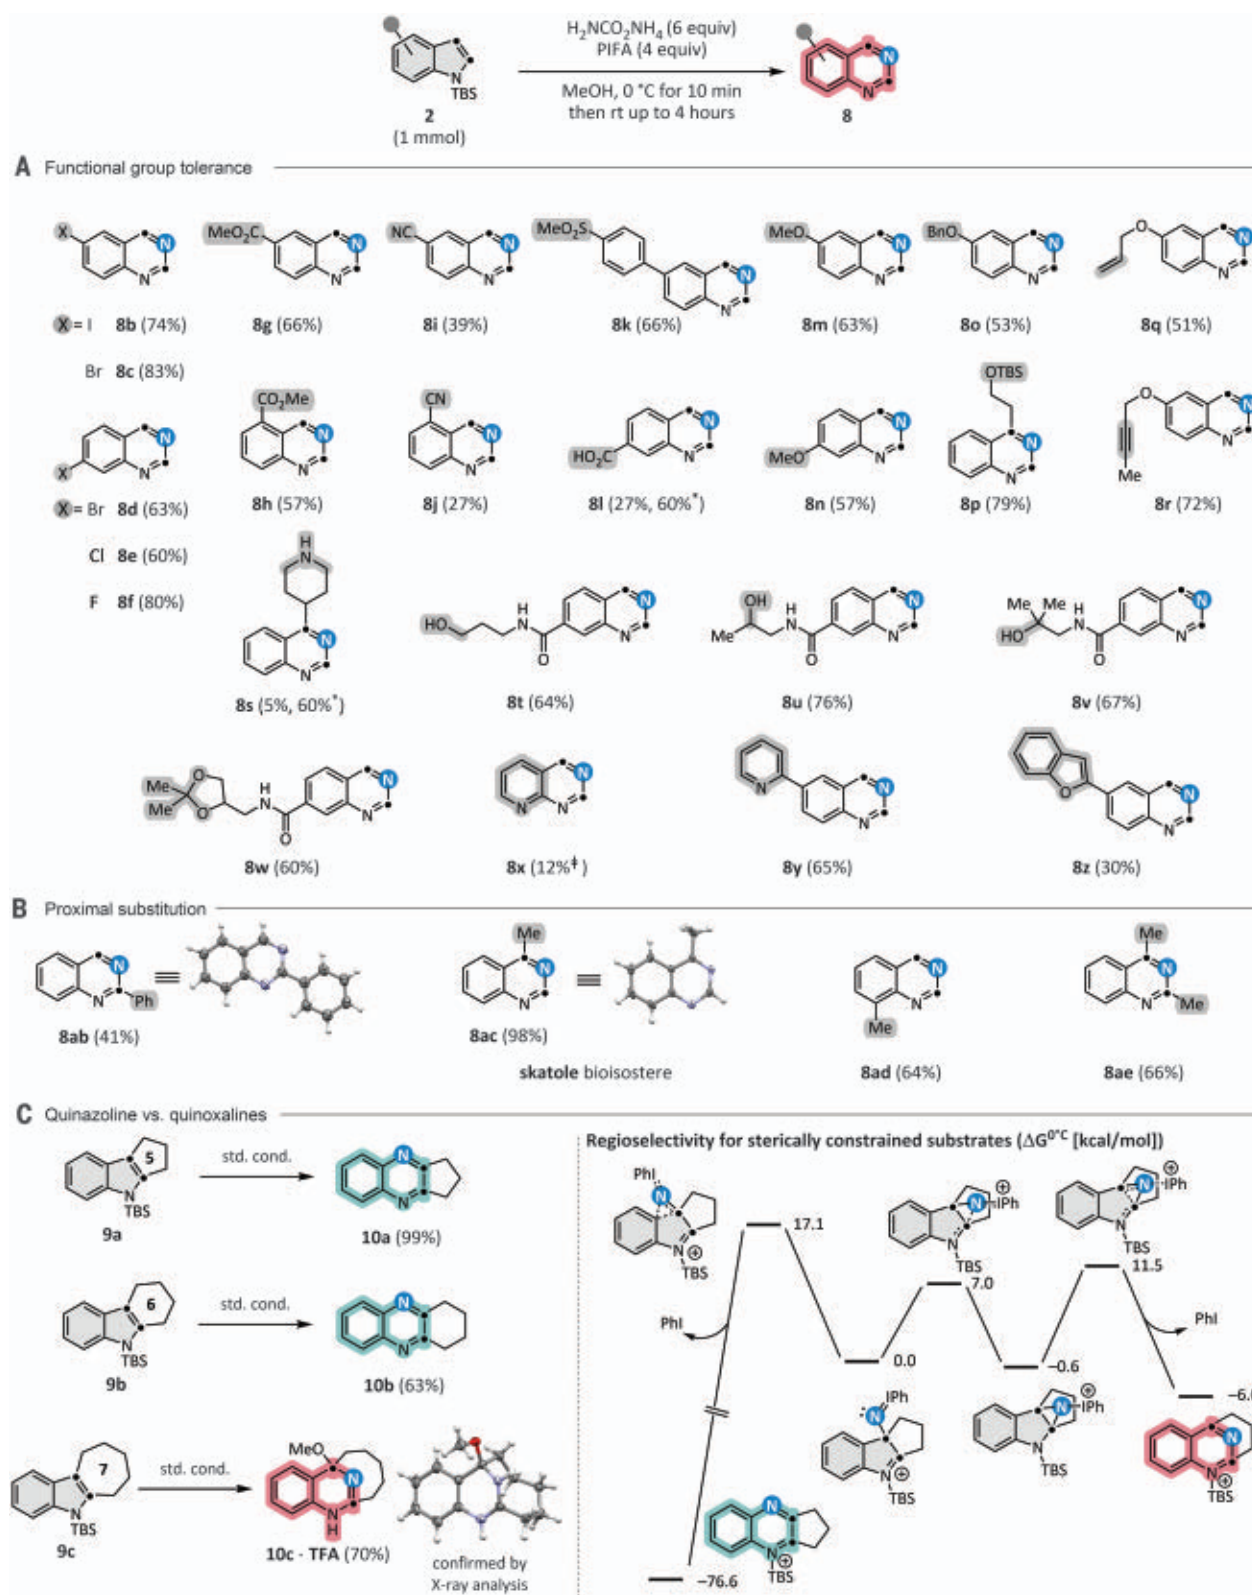 H₂NCO₂NH₄ (6 equiv)
PIFA (4 equiv)
MeOH, 0 °C for 10 min
then rt up to 4 hours
N
TBS
2
(1 mmol)
N
N
8
A Functional group tolerance
X N N
MeO₂C N N
NC N N
MeO₂S N N
MeO N N
BnO N N
O N N
X = I 8b (74%)
8g (66%)
8i (39%)
8k (66%)
8m (63%)
8o (53%)
8q (51%)
Br 8c (83%)
X N N
CO₂Me N N
CN N N
HO₂C N N
MeO N N
OTBS N N
O Me N N
X = Br 8d (63%)
8h (57%)
8j (27%)
8l (27%, 60%*)
8n (57%)
8p (79%)
8r (72%)
Cl 8e (60%)
F 8f (80%)
H N N N
HO H N O N N
OH Me H N O N N
Me Me HO H N O N N
8s (5%, 60%*)
8t (64%)
8u (76%)
8v (67%)
Me Me O O H N O N N
N N N
N N N
O N N
8w (60%)
8x (12%ǂ)
8y (65%)
8z (30%)
B Proximal substitution
N N Ph
Me N N
N N Me
Me N N Me
8ab (41%)
8ac (98%)
skatole bioisostere
8ad (64%)
8ae (66%)
C Quinazoline vs. quinoxalines
5 N TBS
std. cond.
N N
9a
10a (99%)
6 N TBS
std. cond.
N N
9b
10b (63%)
7 N TBS
std. cond.
MeO N N H
9c
10c - TFA (70%)
confirmed by
X-ray analysis
Regioselectivity for sterically constrained substrates (ΔG⁰°ᶜ [kcal/mol])
PhI N N ⊕ TBS
17.1
N IPh ⊕ N TBS
7.0
N IPh ⊕ N TBS
11.5
PhI
PhI
0.0
−0.6
N IPh N ⊕ TBS
N IPh ⊕ N TBS
N N ⊕ TBS
N N ⊕ TBS
−76.6